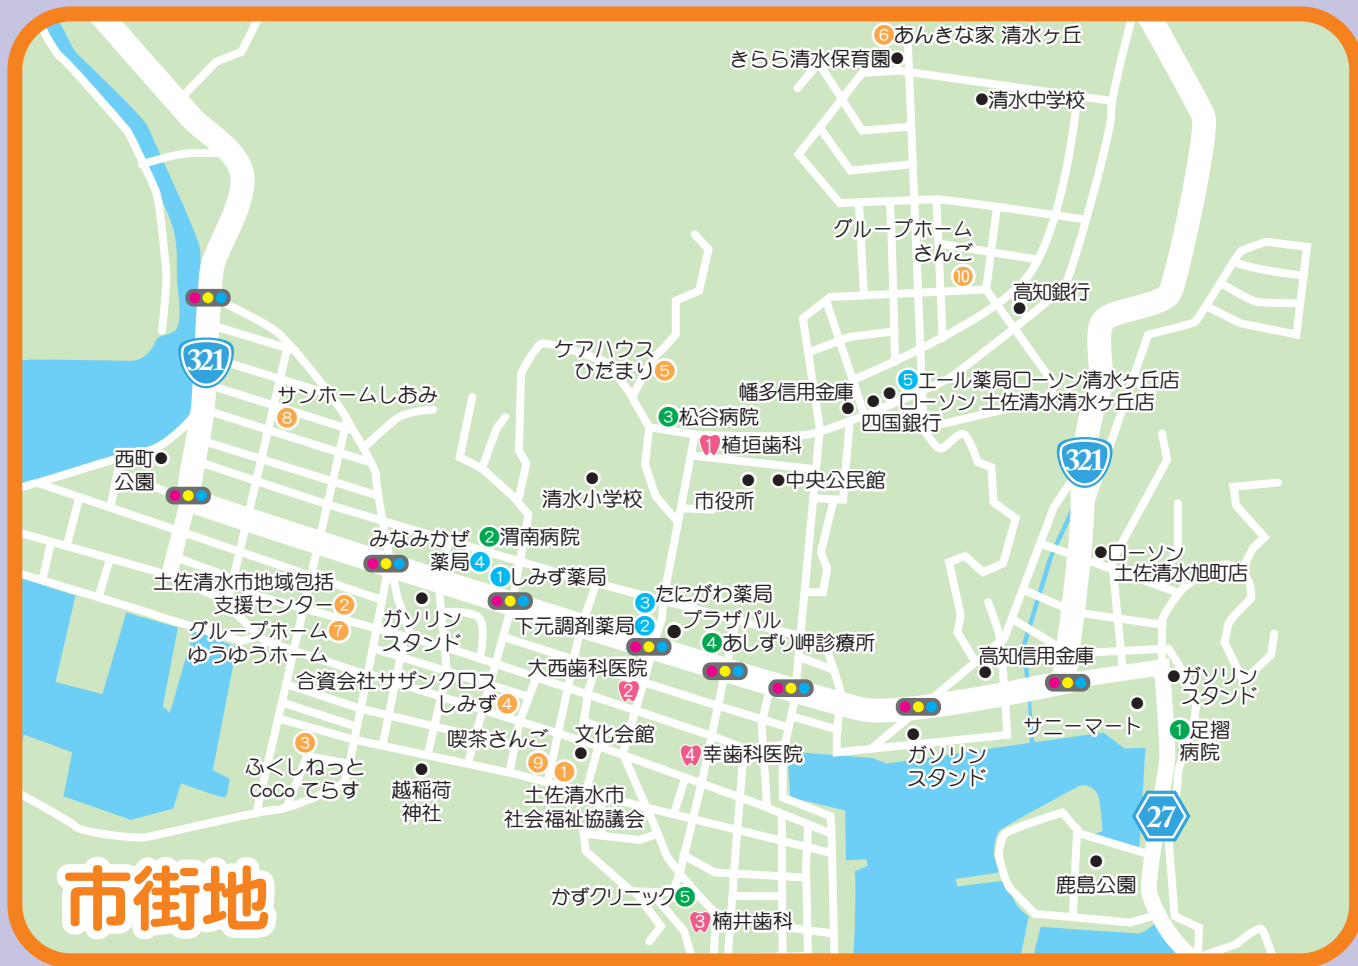 ⑥あんきな家 清水ヶ丘
きらら清水保育園
清水中学校
グループホーム
さんご
⑩
高知銀行
321
ケアハウス
ひだまり⑤
サンホームしおみ
⑧
幡多信用金庫
⑤エール薬局ローソン清水ヶ丘店
ローソン 土佐清水清水ヶ丘店
四国銀行
③松谷病院
1 植垣歯科
321
西町
公園
清水小学校
市役所
中央公民館
みなみかぜ
薬局④
②渭南病院
①しみず薬局
ローソン
土佐清水旭町店
土佐清水市地域包括
支援センター②
グループホーム⑦
ゆうゆうホーム
ガソリン
スタンド
③たにがわ薬局
下元調剤薬局②
プラザパル
④あしずり岬診療所
大西歯科医院
2
高知信用金庫
ガソリン
スタンド
合資会社サザンクロス
しみず④
サニーマート
①足摺
病院
喫茶さんご
⑨
文化会館
①
土佐清水市
社会福祉協議会
4 幸歯科医院
ガソリン
スタンド
③
ふくしねっと
CoCo てらす
越稲荷
神社
27
鹿島公園
かずクリニック⑤
3 楠井歯科
市街地